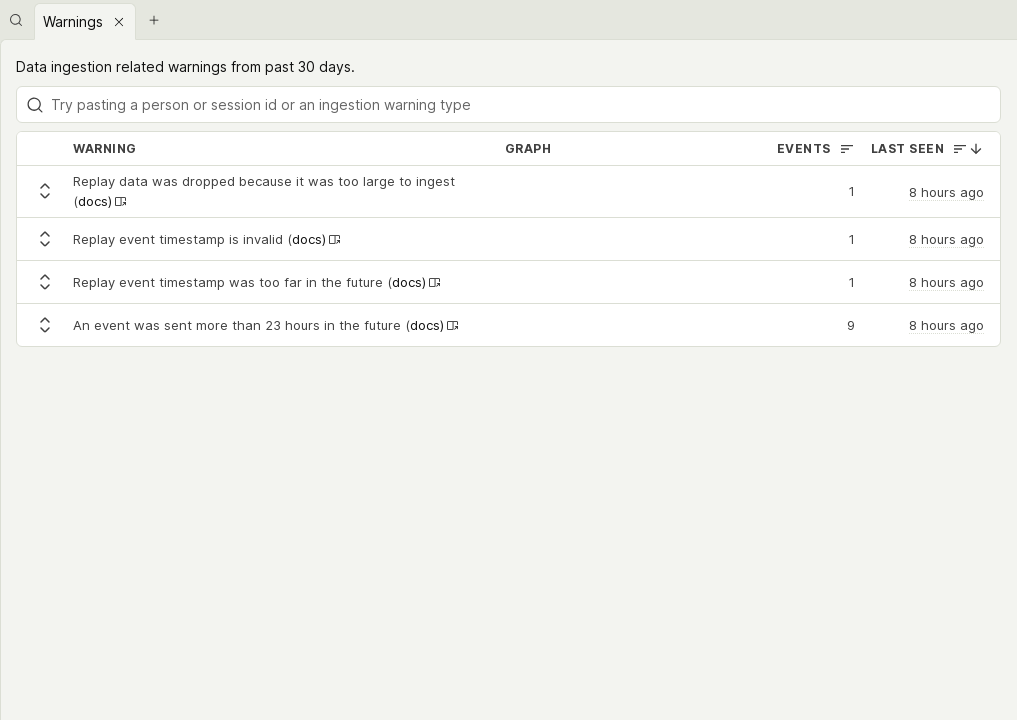 Warnings
Data ingestion related warnings from past 30 days.
Try pasting a person or session id or an ingestion warning type
WARNING GRAPH EVENTS LAST SEEN
Replay data was dropped because it was too large to ingest
(docs) 1 8 hours ago
Replay event timestamp is invalid (docs) 1 8 hours ago
Replay event timestamp was too far in the future (docs) 1 8 hours ago
An event was sent more than 23 hours in the future (docs) 9 8 hours ago